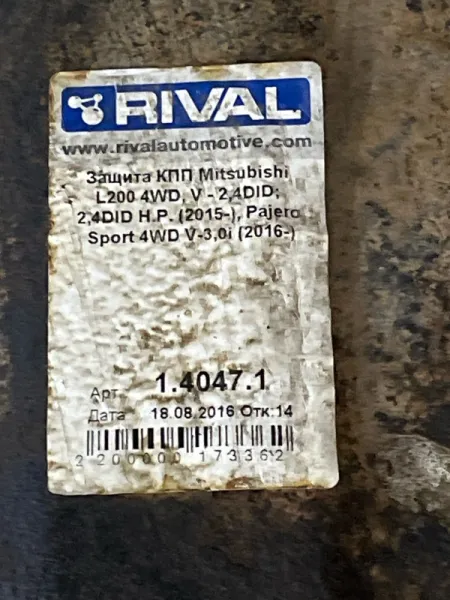 RIVAL
www.rivalautomotive.com
Защита КПП Mitsubishi
L200 4WD, V - 2,4DID;
2,4DID H.P. (2015-), Pajero
Sport 4WD V-3,0i (2016-)
Арт. 1.4047.1
Дата 18.08.2016 Отк:14
2 200000 173362